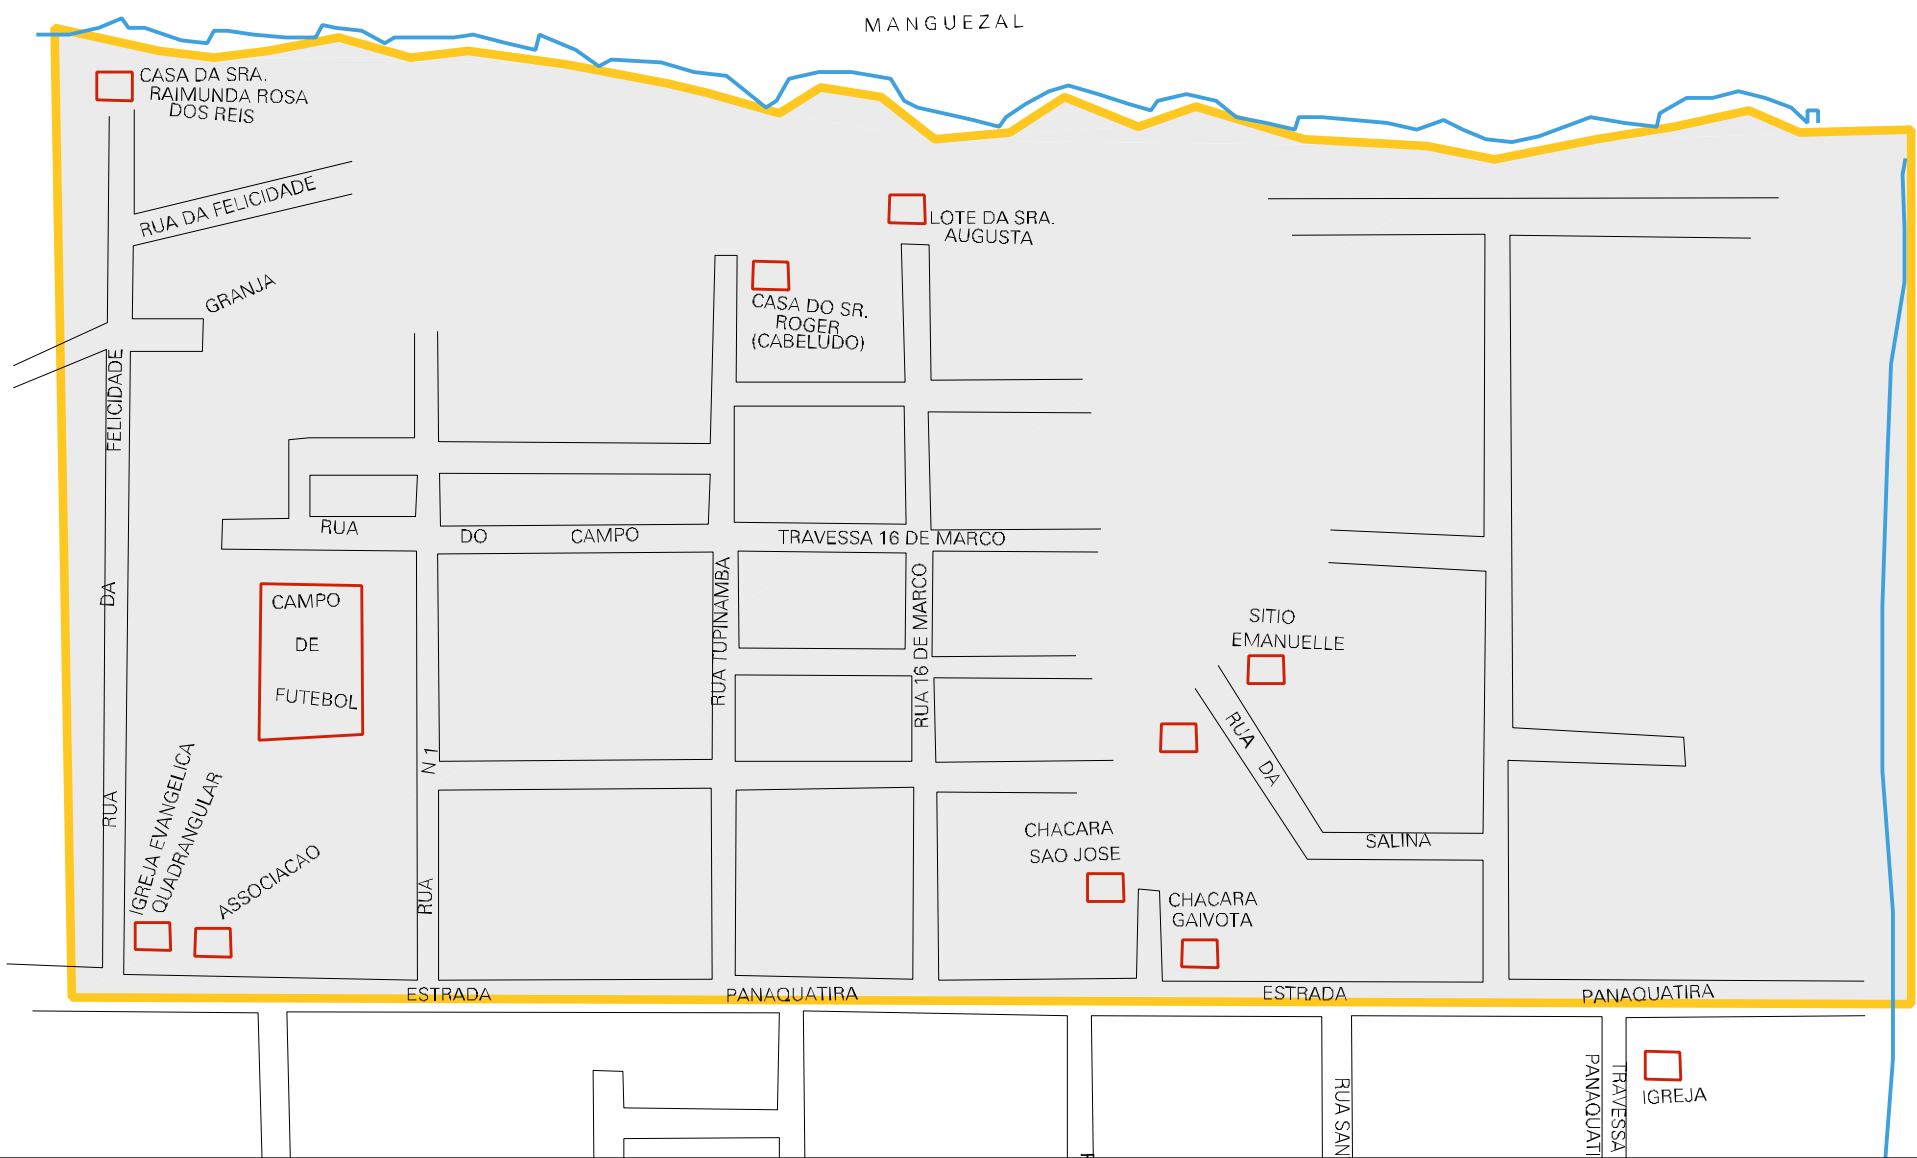 MANGUEZAL
CASA DA SRA.
RAIMUNDA ROSA
DOS REIS
RUA DA FELICIDADE
LOTE DA SRA.
AUGUSTA
GRANJA
CASA DO SR.
ROGER
(CABELUDO)
RUA DA FELICIDADE
RUA DO CAMPO
TRAVESSA 16 DE MARCO
CAMPO
DE
FUTEBOL
RUA TUPINAMBA
RUA 16 DE MARCO
SITIO
EMANUELLE
RUA DA SALINA
RUA N 1
IGREJA EVANGELICA
QUADRANGULAR
ASSOCIACAO
CHACARA
SAO JOSE
CHACARA
GAIVOTA
ESTRADA PANAQUATIRA
ESTRADA PANAQUATIRA
RUA SAN
TRAVESSA
PANAQUATI
IGREJA